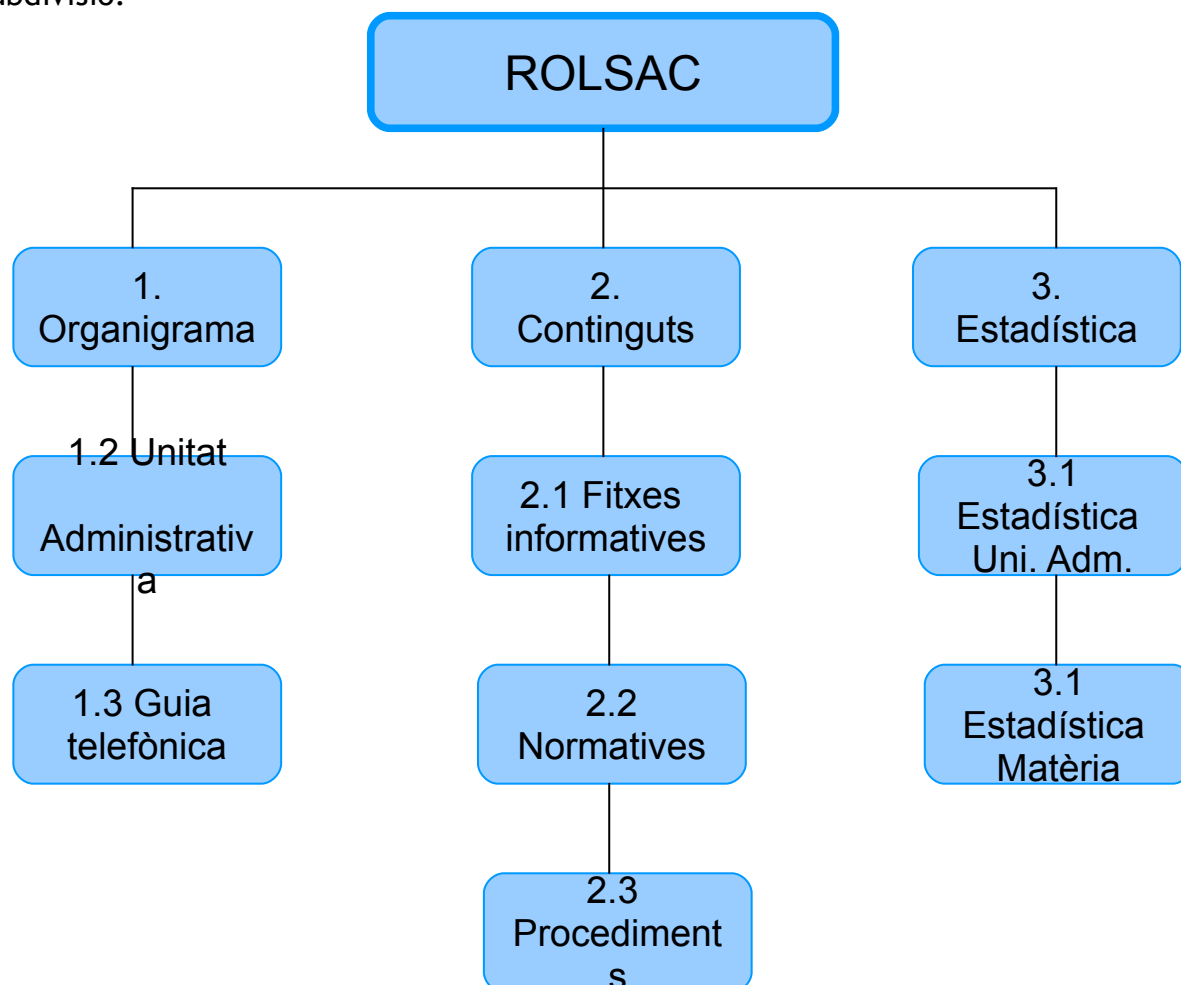 ROLSAC
1.
Organigrama
2.
Continguts
3.
Estadística
1.2 Unitat
Administrativ
a
2.1 Fitxes
informatives
3.1
Estadística
Uni. Adm.
1.3 Guia
telefònica
2.2
Normatives
3.1
Estadística
Matèria
2.3
Procediment
s